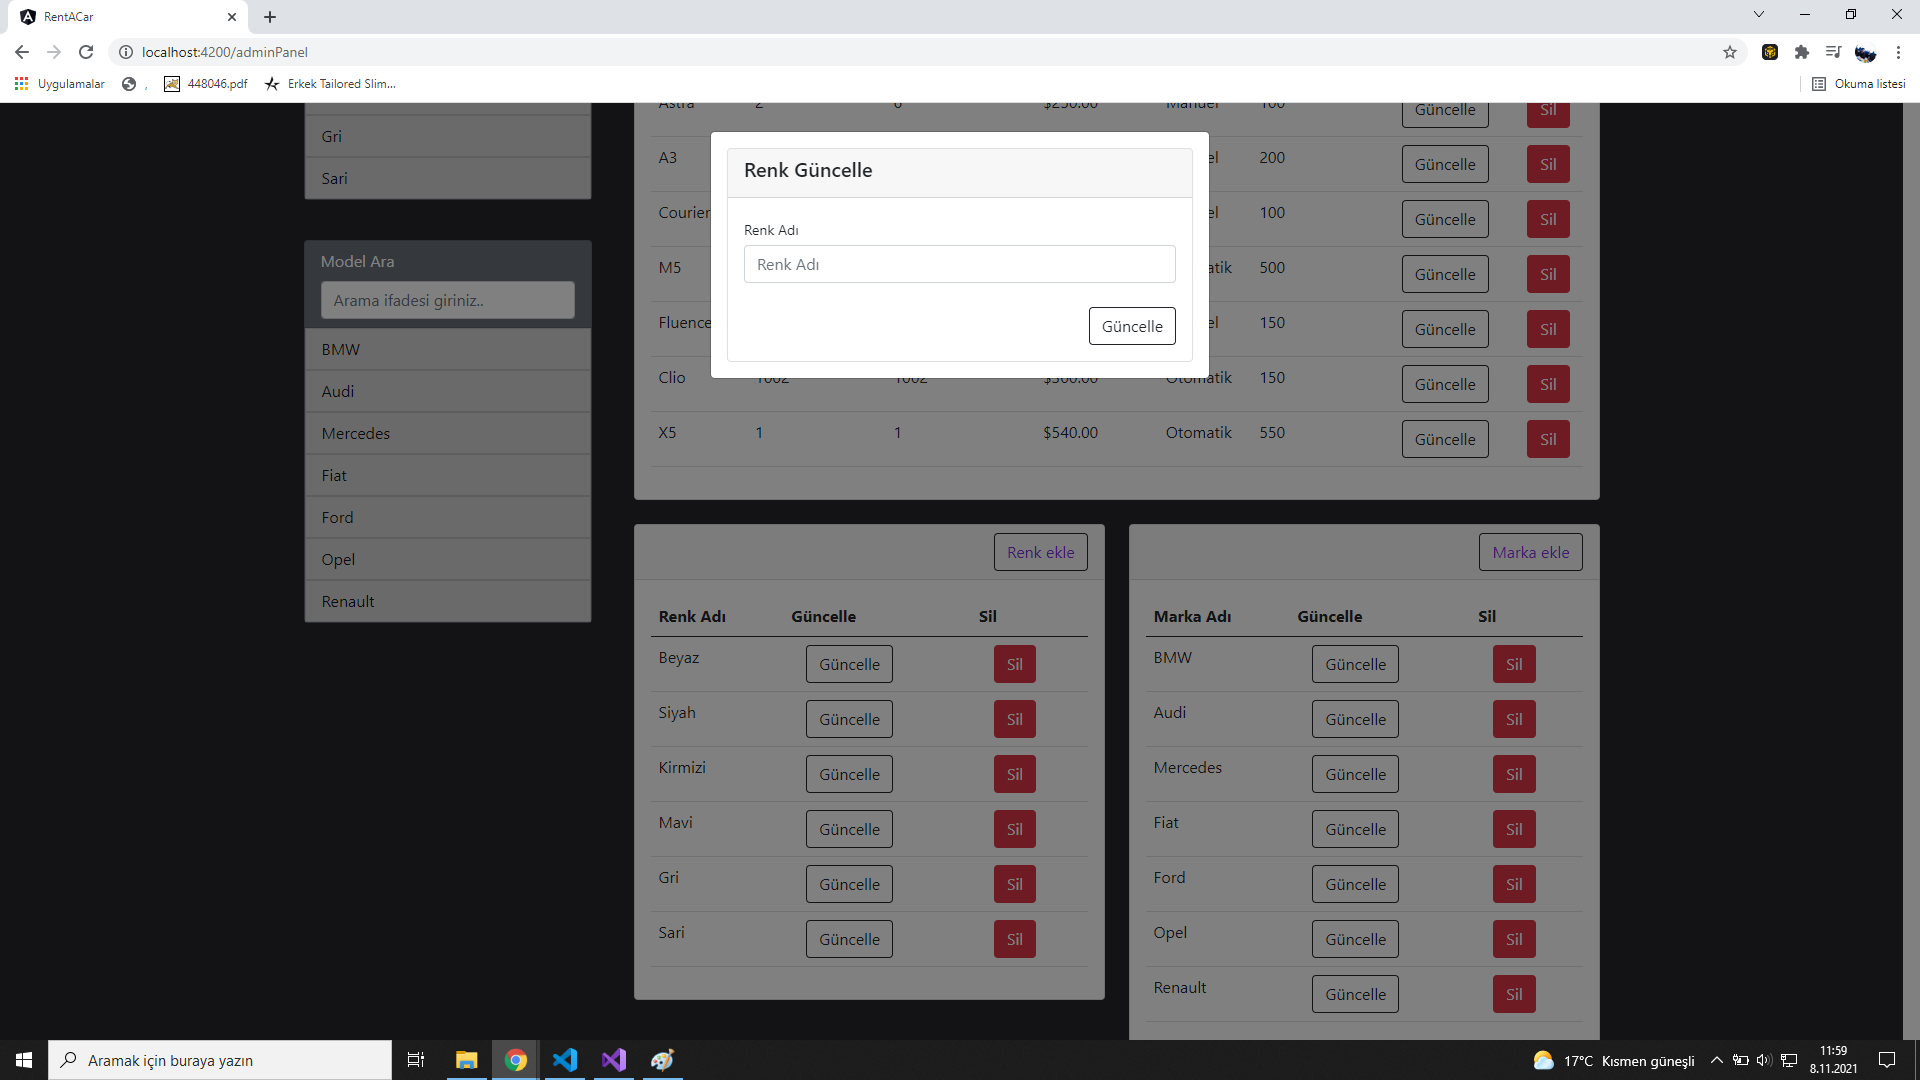 RentACar
localhost:4200/adminPanel
Uygulamalar , 448046.pdf Erkek Tailored Slim... Okuma listesi
Gri
Sari
Model Ara
Arama ifadesi giriniz..
BMW
Audi
Mercedes
Fiat
Ford
Opel
Renault
Astra 2 6 $250.00 Manuel 100 Güncelle Sil
A3 el 200 Güncelle Sil
Courier el 100 Güncelle Sil
M5 atik 500 Güncelle Sil
Fluence el 150 Güncelle Sil
Clio 1002 1002 $300.00 Otomatik 150 Güncelle Sil
X5 1 1 $540.00 Otomatik 550 Güncelle Sil
Renk Güncelle
Renk Adı
Renk Adı
Güncelle
Renk ekle
Renk Adı Güncelle Sil
Beyaz Güncelle Sil
Siyah Güncelle Sil
Kirmizi Güncelle Sil
Mavi Güncelle Sil
Gri Güncelle Sil
Sari Güncelle Sil
Marka ekle
Marka Adı Güncelle Sil
BMW Güncelle Sil
Audi Güncelle Sil
Mercedes Güncelle Sil
Fiat Güncelle Sil
Ford Güncelle Sil
Opel Güncelle Sil
Renault Güncelle Sil
Aramak için buraya yazın
17°C Kısmen güneşli
11:59
8.11.2021